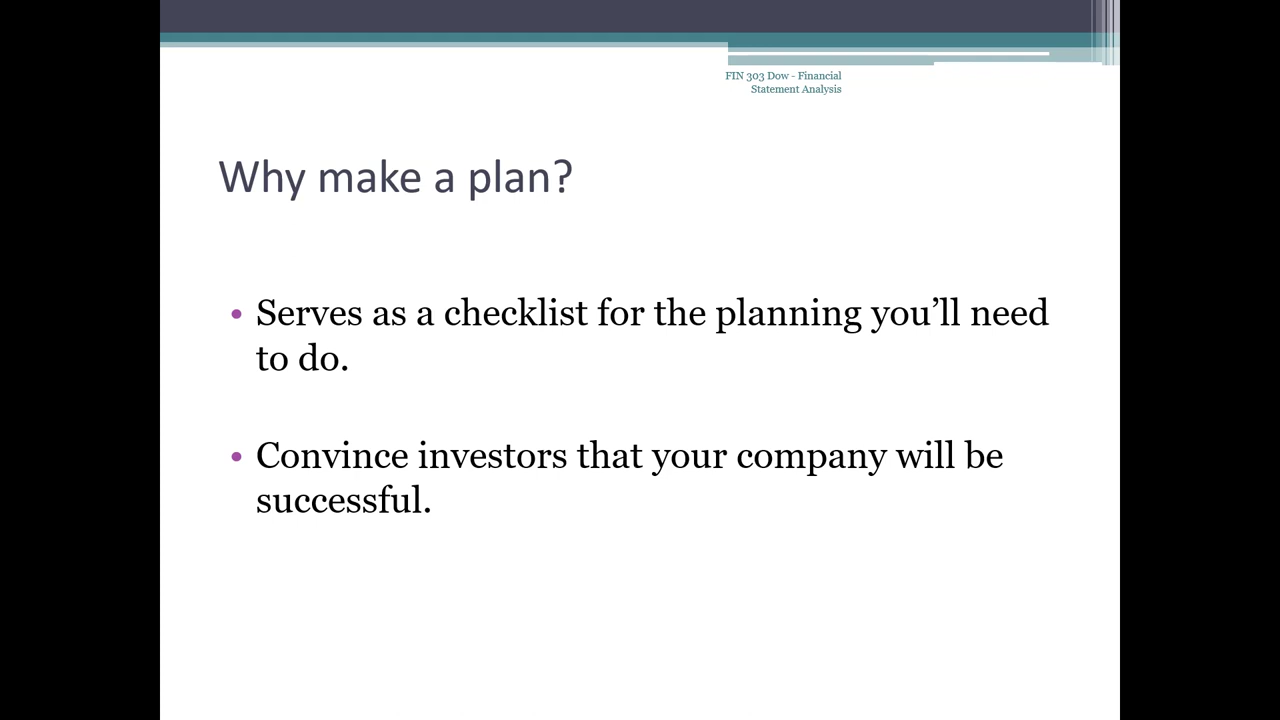 FIN 303 Dow - Financial
Statement Analysis
Why make a plan?
• Serves as a checklist for the planning you’ll need
to do.
• Convince investors that your company will be
successful.